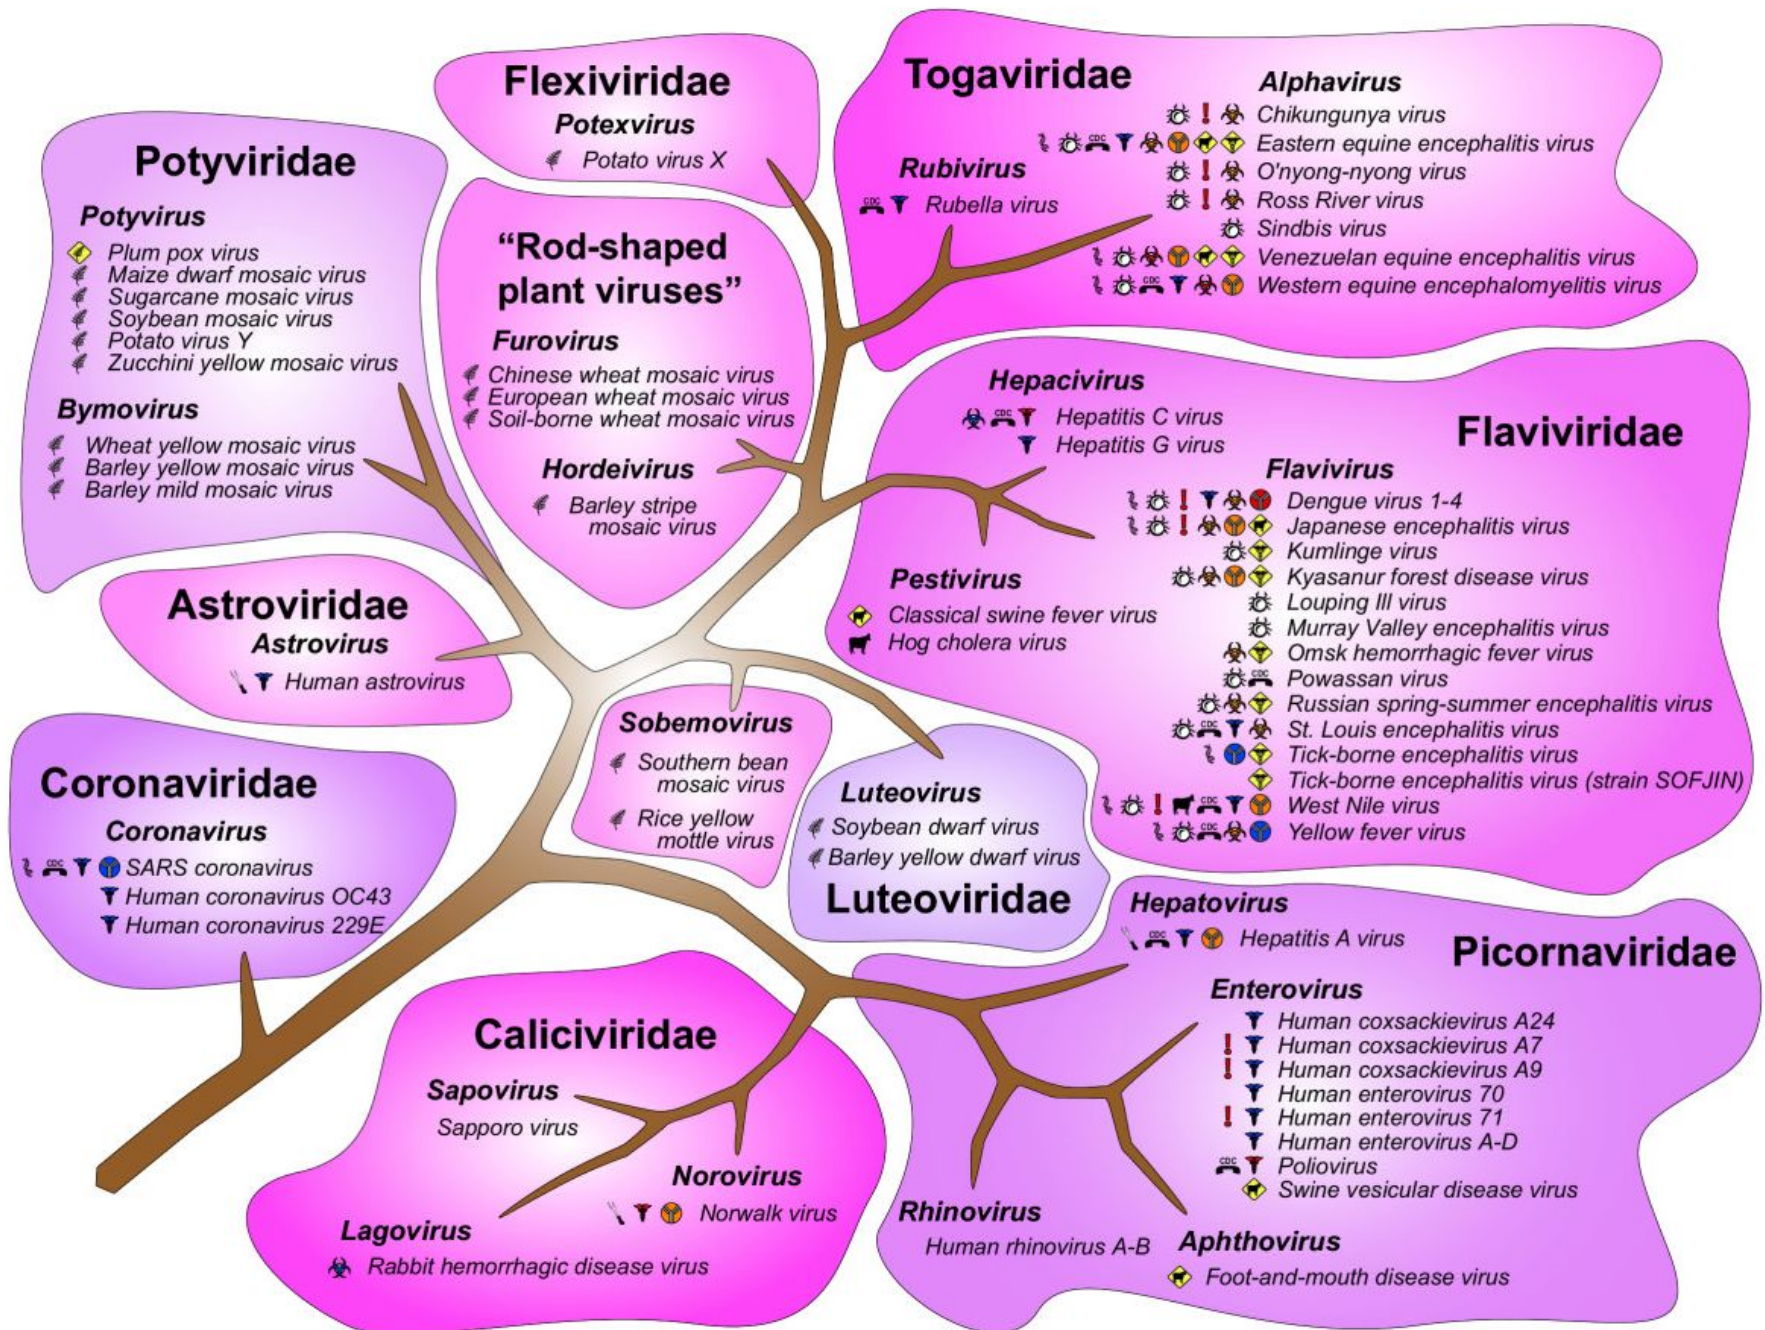 Flexiviridae
Potexvirus
Potato virus X
Togaviridae
Alphavirus
Chikungunya virus
Eastern equine encephalitis virus
O'nyong-nyong virus
Ross River virus
Sindbis virus
Venezuelan equine encephalitis virus
Western equine encephalomyelitis virus
CDC
CDC
Rubivirus
CDC
Rubella virus
Potyviridae
Potyvirus
Plum pox virus
Maize dwarf mosaic virus
Sugarcane mosaic virus
Soybean mosaic virus
Potato virus Y
Zucchini yellow mosaic virus
Bymovirus
Wheat yellow mosaic virus
Barley yellow mosaic virus
Barley mild mosaic virus
“Rod-shaped
plant viruses”
Furovirus
Chinese wheat mosaic virus
European wheat mosaic virus
Soil-borne wheat mosaic virus
Hordeivirus
Barley stripe
mosaic virus
Flaviviridae
Hepacivirus
CDC
Hepatitis C virus
Hepatitis G virus
Flavivirus
Dengue virus 1-4
Japanese encephalitis virus
Kumlinge virus
Kyasanur forest disease virus
Louping Ill virus
Murray Valley encephalitis virus
Omsk hemorrhagic fever virus
CDC
Powassan virus
Russian spring-summer encephalitis virus
CDC
St. Louis encephalitis virus
Tick-borne encephalitis virus
Tick-borne encephalitis virus (strain SOFJIN)
CDC
West Nile virus
CDC
Yellow fever virus
Pestivirus
Classical swine fever virus
Hog cholera virus
Astroviridae
Astrovirus
Human astrovirus
Sobemovirus
Southern bean
mosaic virus
Rice yellow
mottle virus
Luteovirus
Soybean dwarf virus
Barley yellow dwarf virus
Luteoviridae
Coronaviridae
Coronavirus
CDC
SARS coronavirus
Human coronavirus OC43
Human coronavirus 229E
Caliciviridae
Sapovirus
Sapporo virus
Norovirus
Norwalk virus
Lagovirus
Rabbit hemorrhagic disease virus
Picornaviridae
Hepatovirus
CDC
Hepatitis A virus
Enterovirus
Human coxsackievirus A24
Human coxsackievirus A7
Human coxsackievirus A9
Human enterovirus 70
Human enterovirus 71
Human enterovirus A-D
CDC
Poliovirus
Swine vesicular disease virus
Rhinovirus
Human rhinovirus A-B
Aphthovirus
Foot-and-mouth disease virus